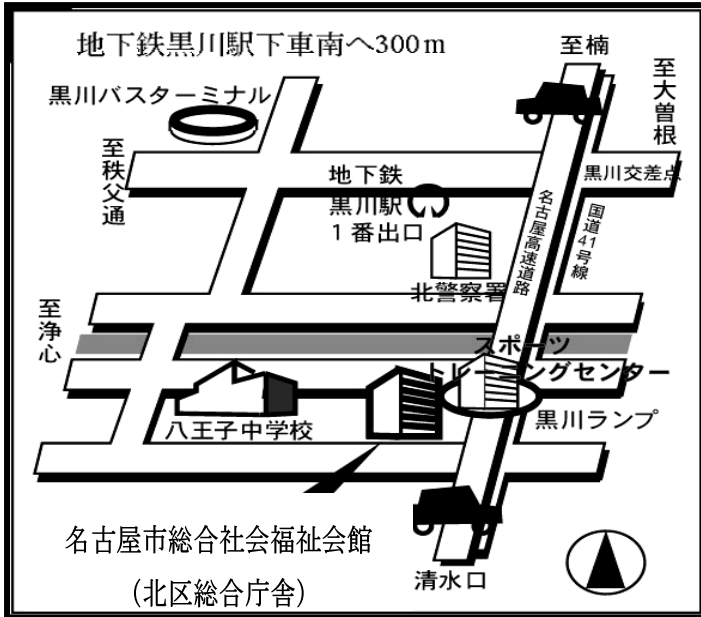 地下鉄黒川駅下車南へ300m
至楠
至大曽根
黒川バスターミナル
至秩父通
地下鉄
黒川駅
1番出口
黒川交差点
名古屋高速道路
国道41号線
北警察署
至浄心
スポーツ
トレーニングセンター
八王子中学校
黒川ランプ
名古屋市総合社会福祉会館
(北区総合庁舎)
清水口